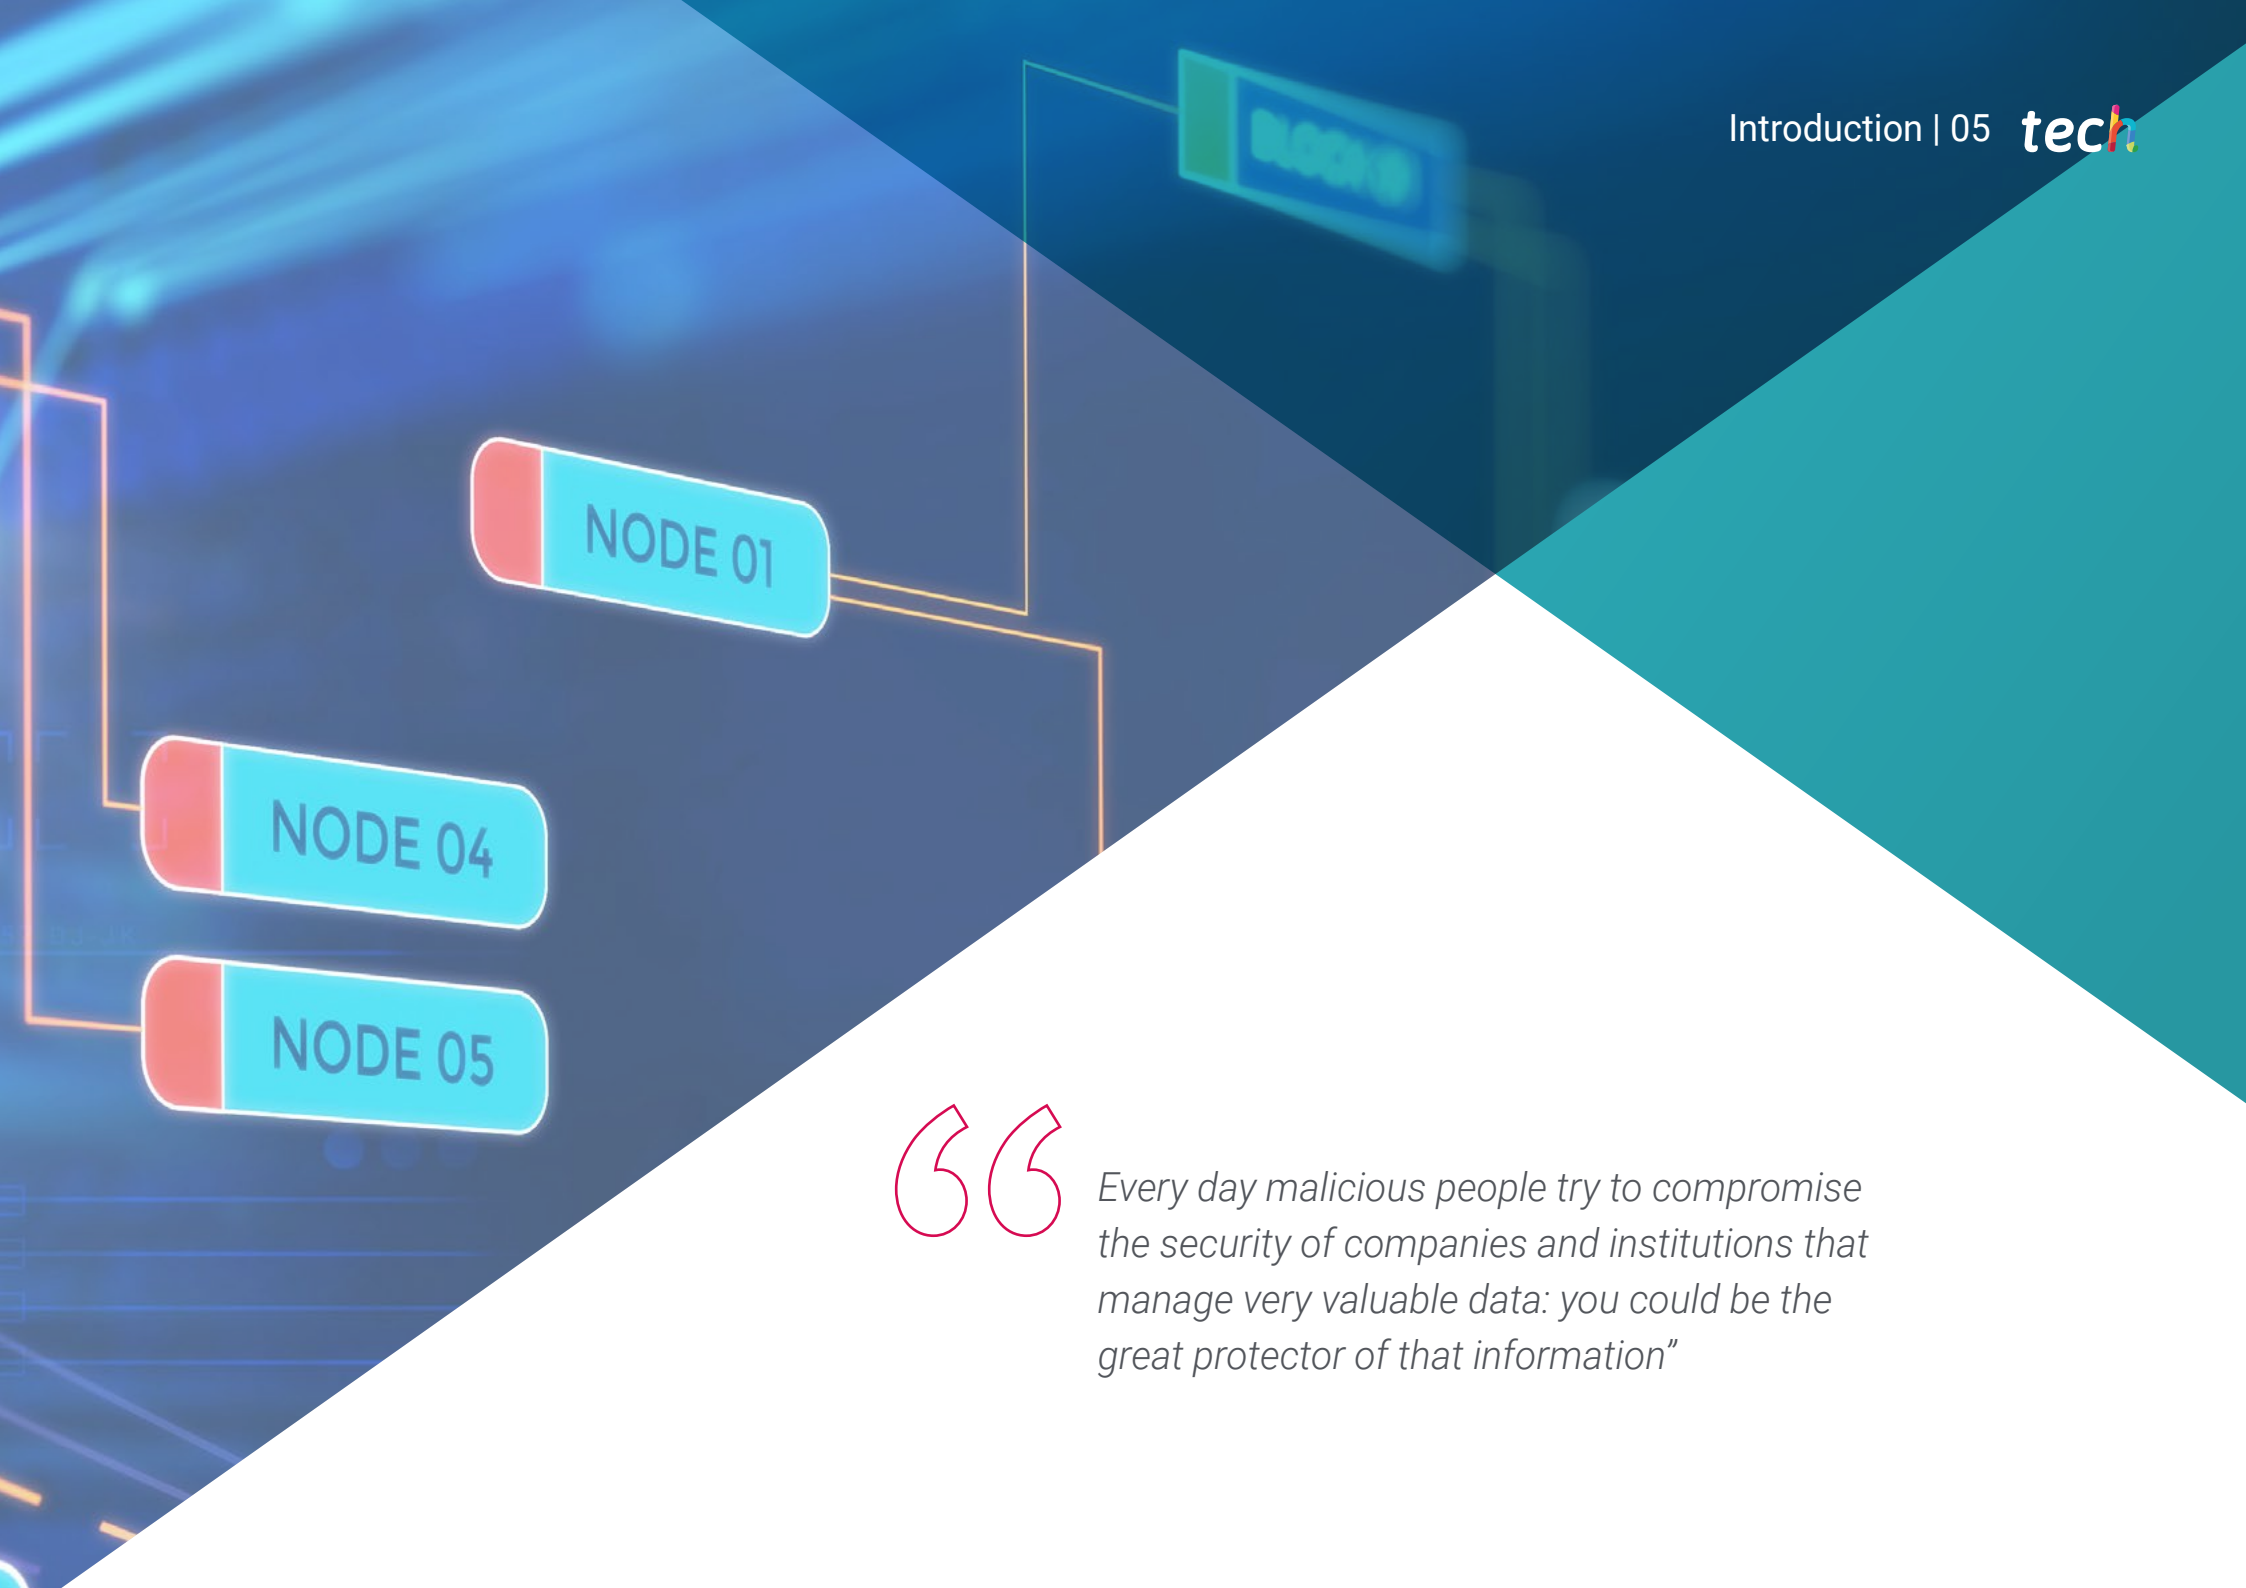 Introduction | 05 tech
NODE 01
NODE 04
NODE 05
Every day malicious people try to compromise
the security of companies and institutions that
manage very valuable data: you could be the
great protector of that information”